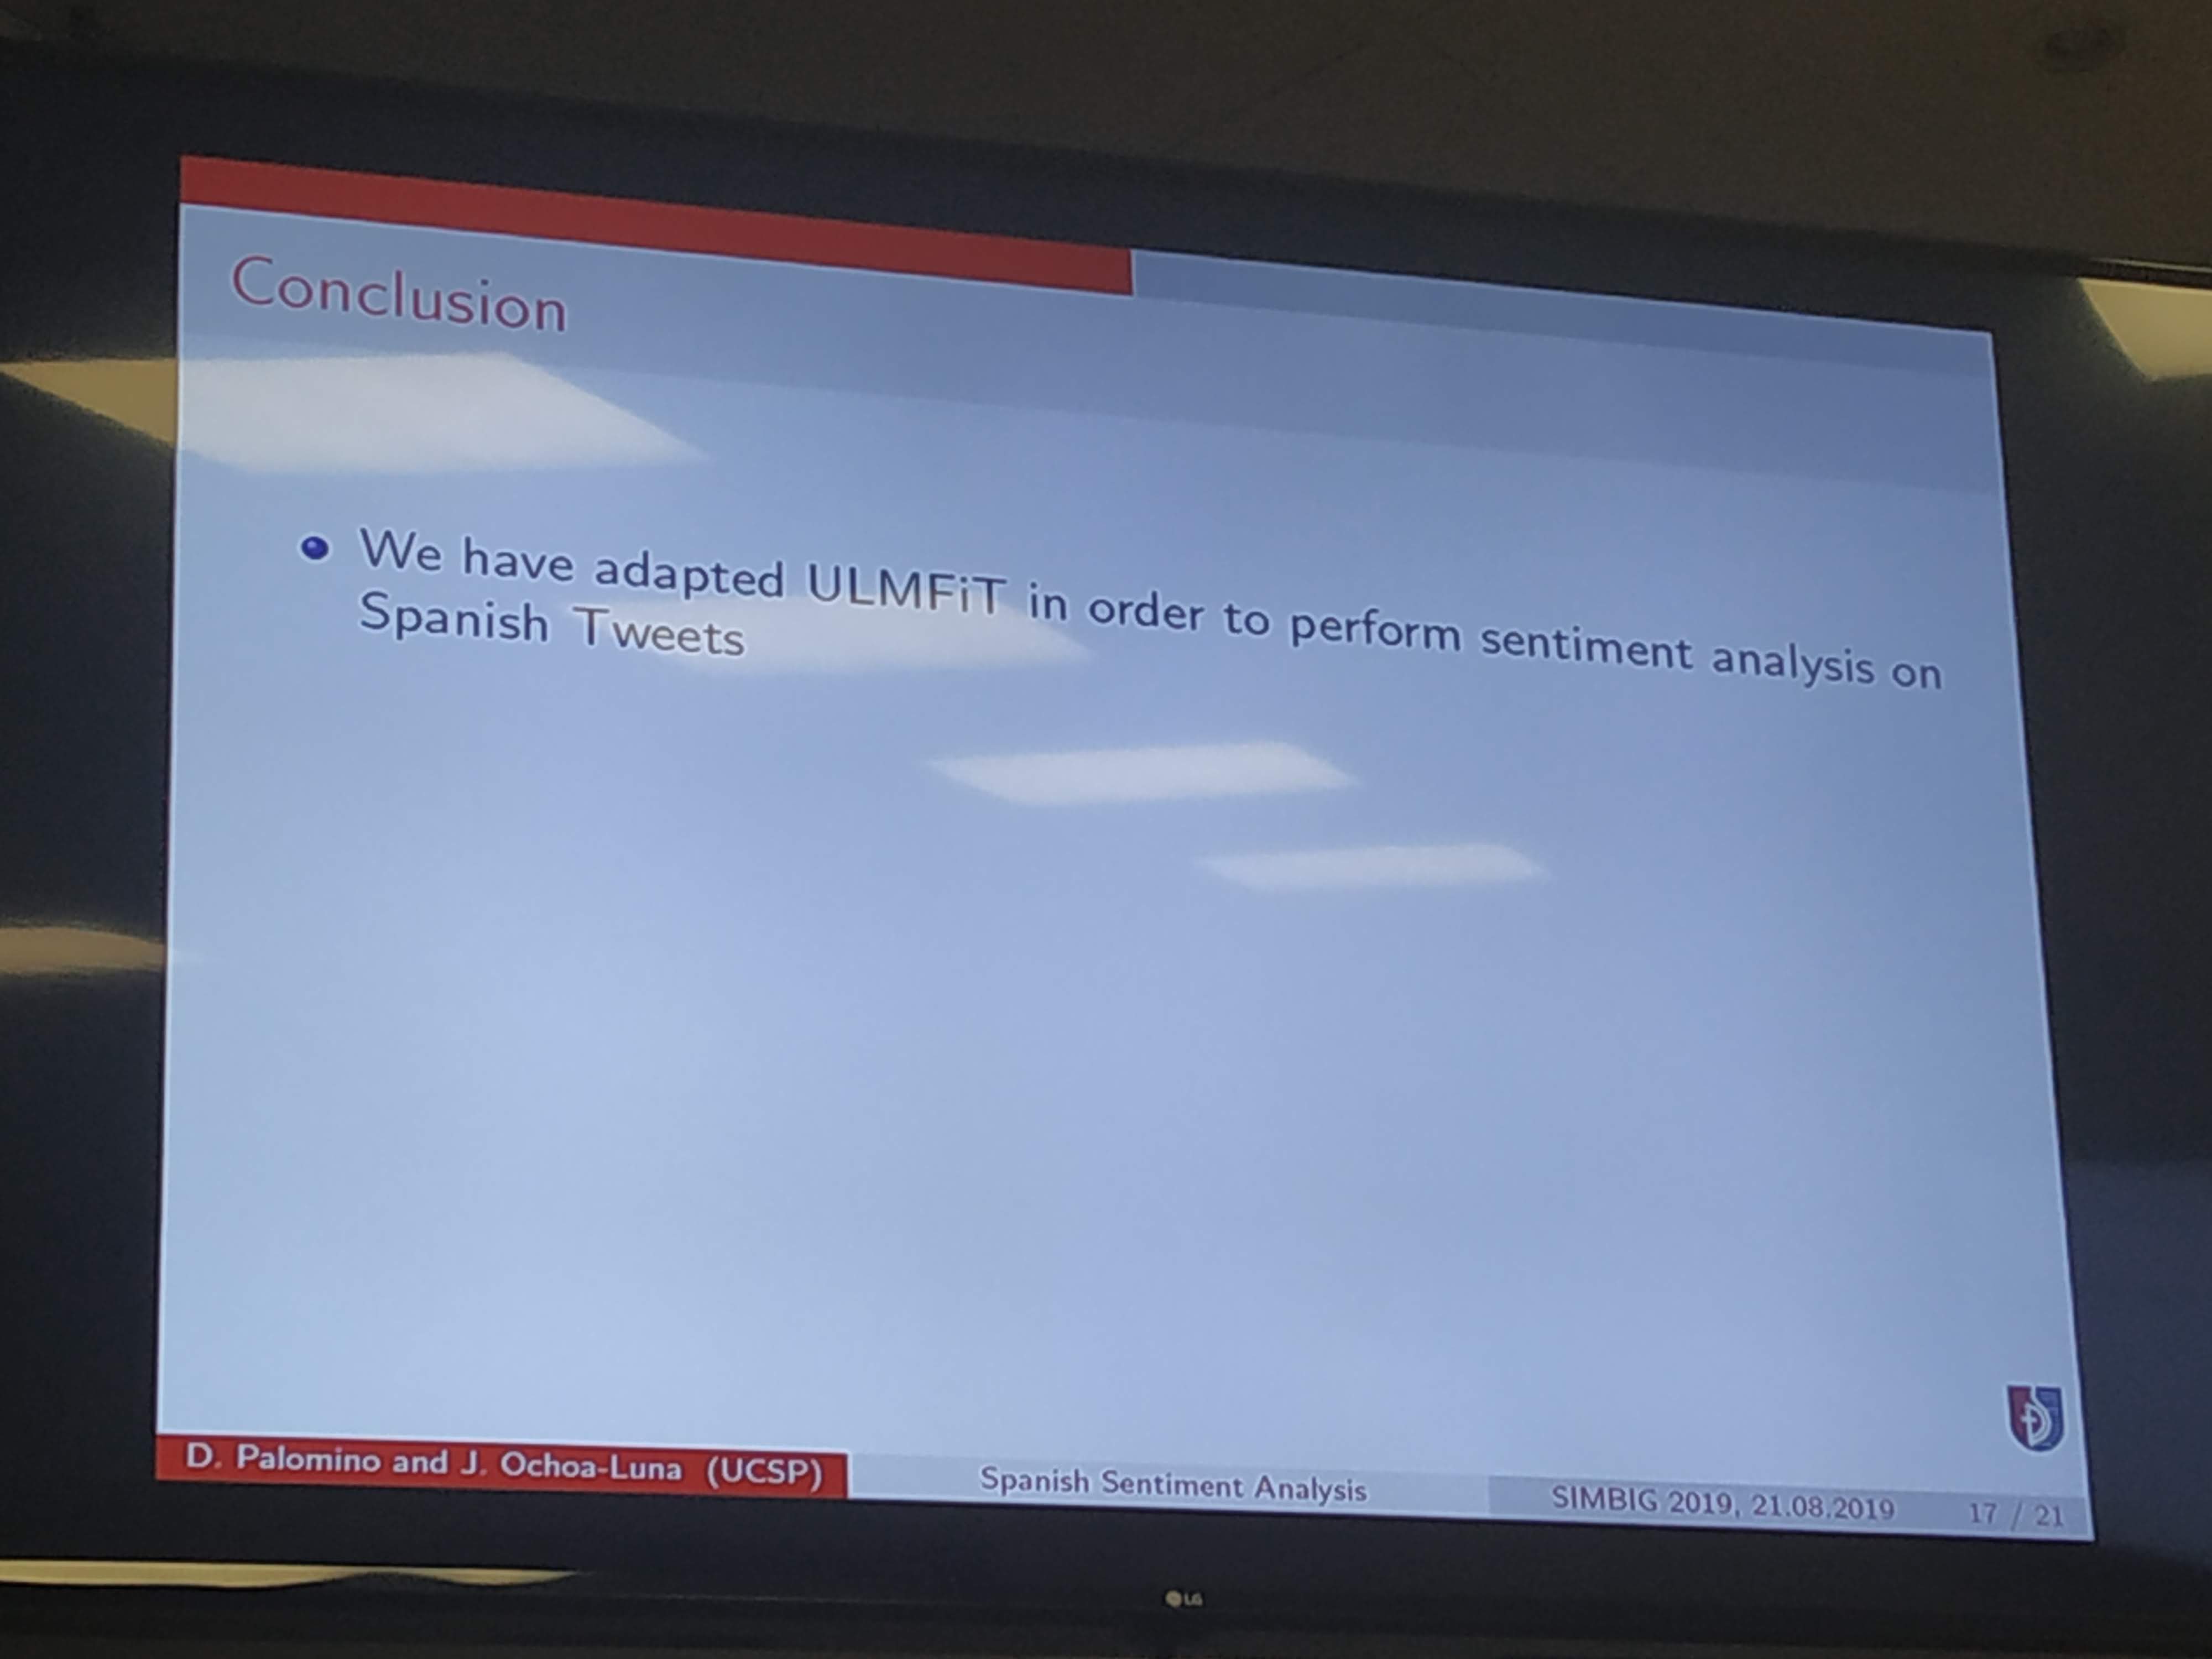 Conclusion
We have adapted ULMFiT in order to perform sentiment analysis on
Spanish Tweets
D. Palomino and J. Ochoa-Luna (UCSP)
Spanish Sentiment Analysis
SIMBIG 2019, 21.08.2019
17 / 21
LG